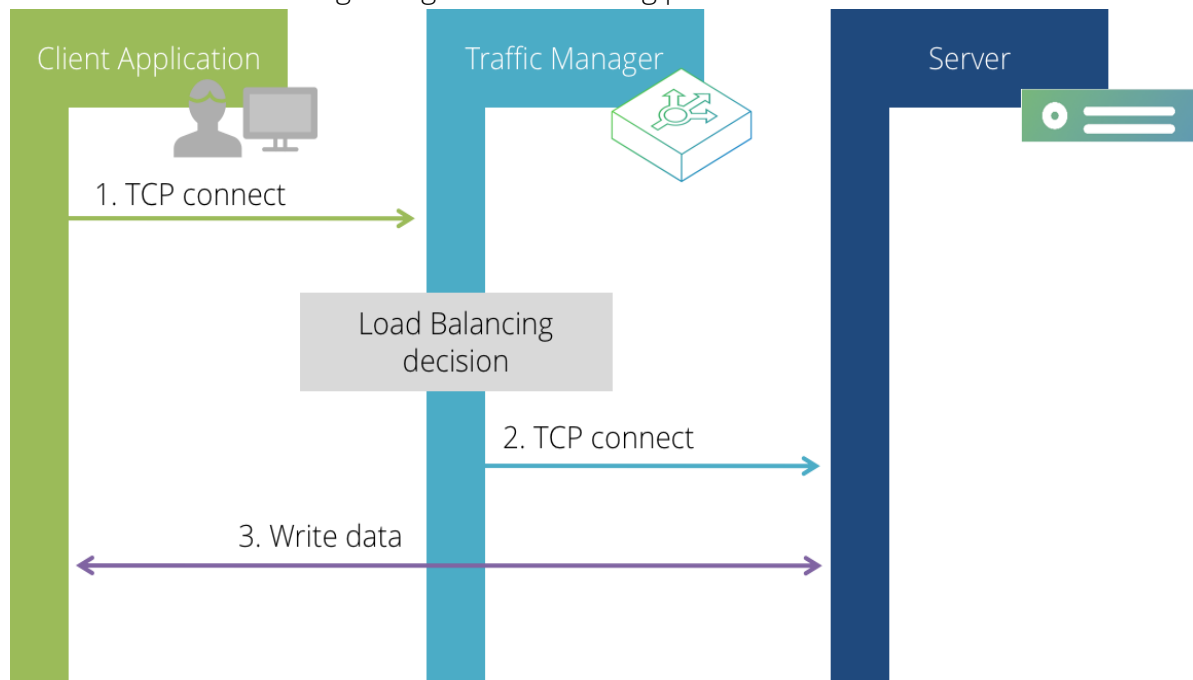 Client Application
Traffic Manager
Server
1. TCP connect
Load Balancing
decision
2. TCP connect
3. Write data